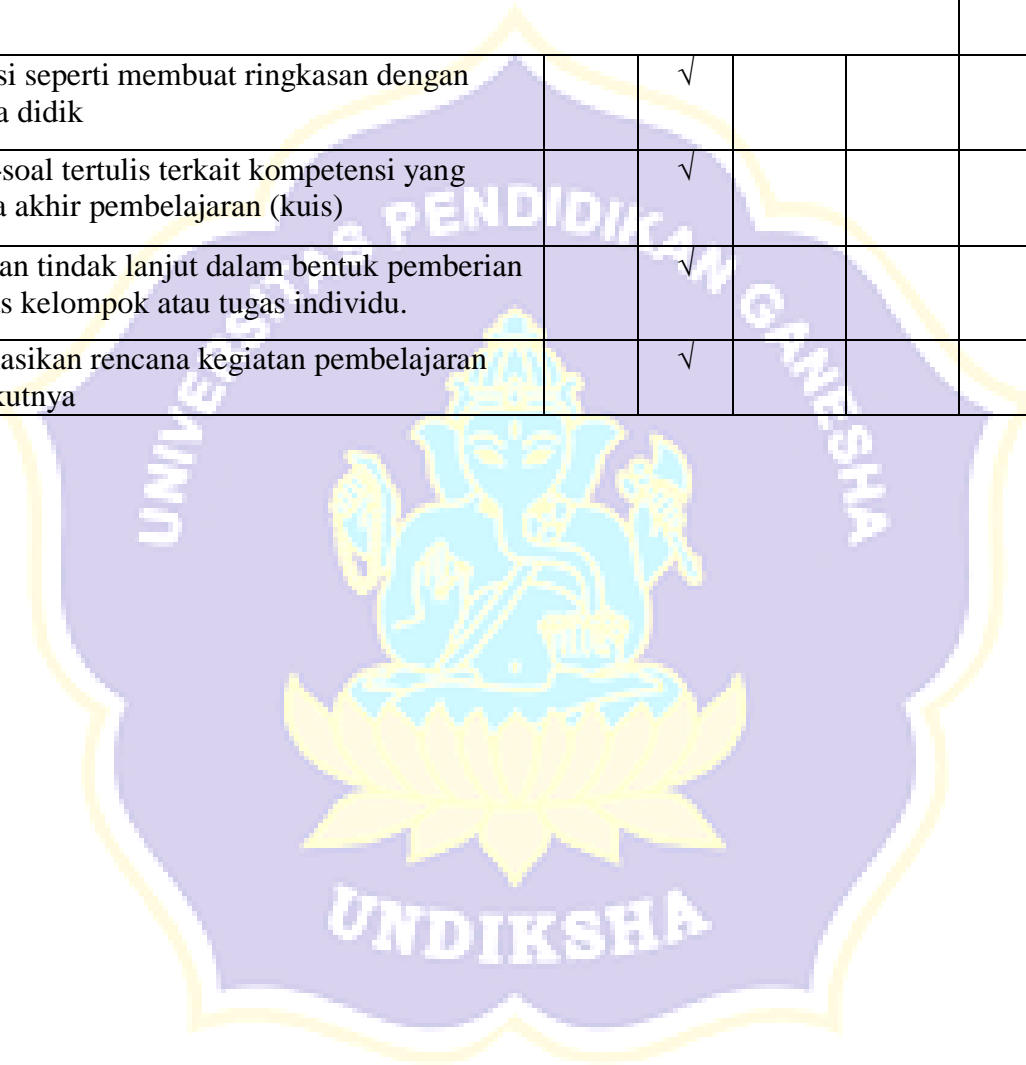 si seperti membuat ringkasan dengan √
a didik
-soal tertulis terkait kompetensi yang √
a akhir pembelajaran (kuis)
an tindak lanjut dalam bentuk pemberian √
s kelompok atau tugas individu.
asikan rencana kegiatan pembelajaran √
kutnya
UNIVERSITAS PENDIDIKAN GANESHA
UNDIKSHA